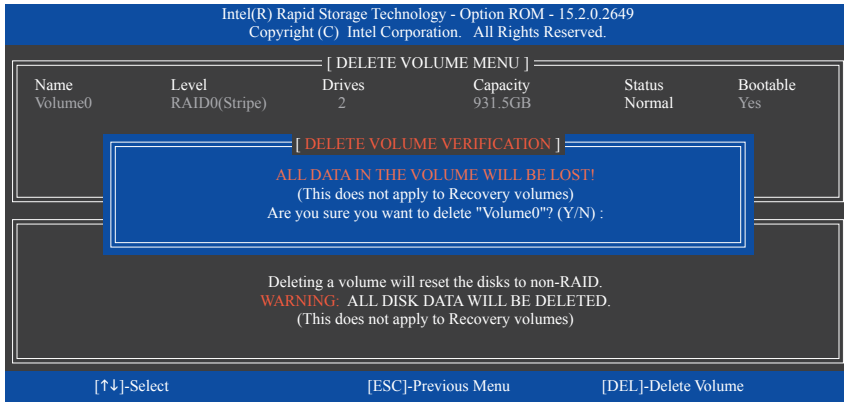 Intel(R) Rapid Storage Technology - Option ROM - 15.2.0.2649
Copyright (C) Intel Corporation. All Rights Reserved.
[ DELETE VOLUME MENU ]
Name Level Drives Capacity Status Bootable
Volume0 RAID0(Stripe) 2 931.5GB Normal Yes
[ DELETE VOLUME VERIFICATION ]
ALL DATA IN THE VOLUME WILL BE LOST!
(This does not apply to Recovery volumes)
Are you sure you want to delete "Volume0"? (Y/N) :
Deleting a volume will reset the disks to non-RAID.
WARNING: ALL DISK DATA WILL BE DELETED.
(This does not apply to Recovery volumes)
[↑↓]-Select [ESC]-Previous Menu [DEL]-Delete Volume